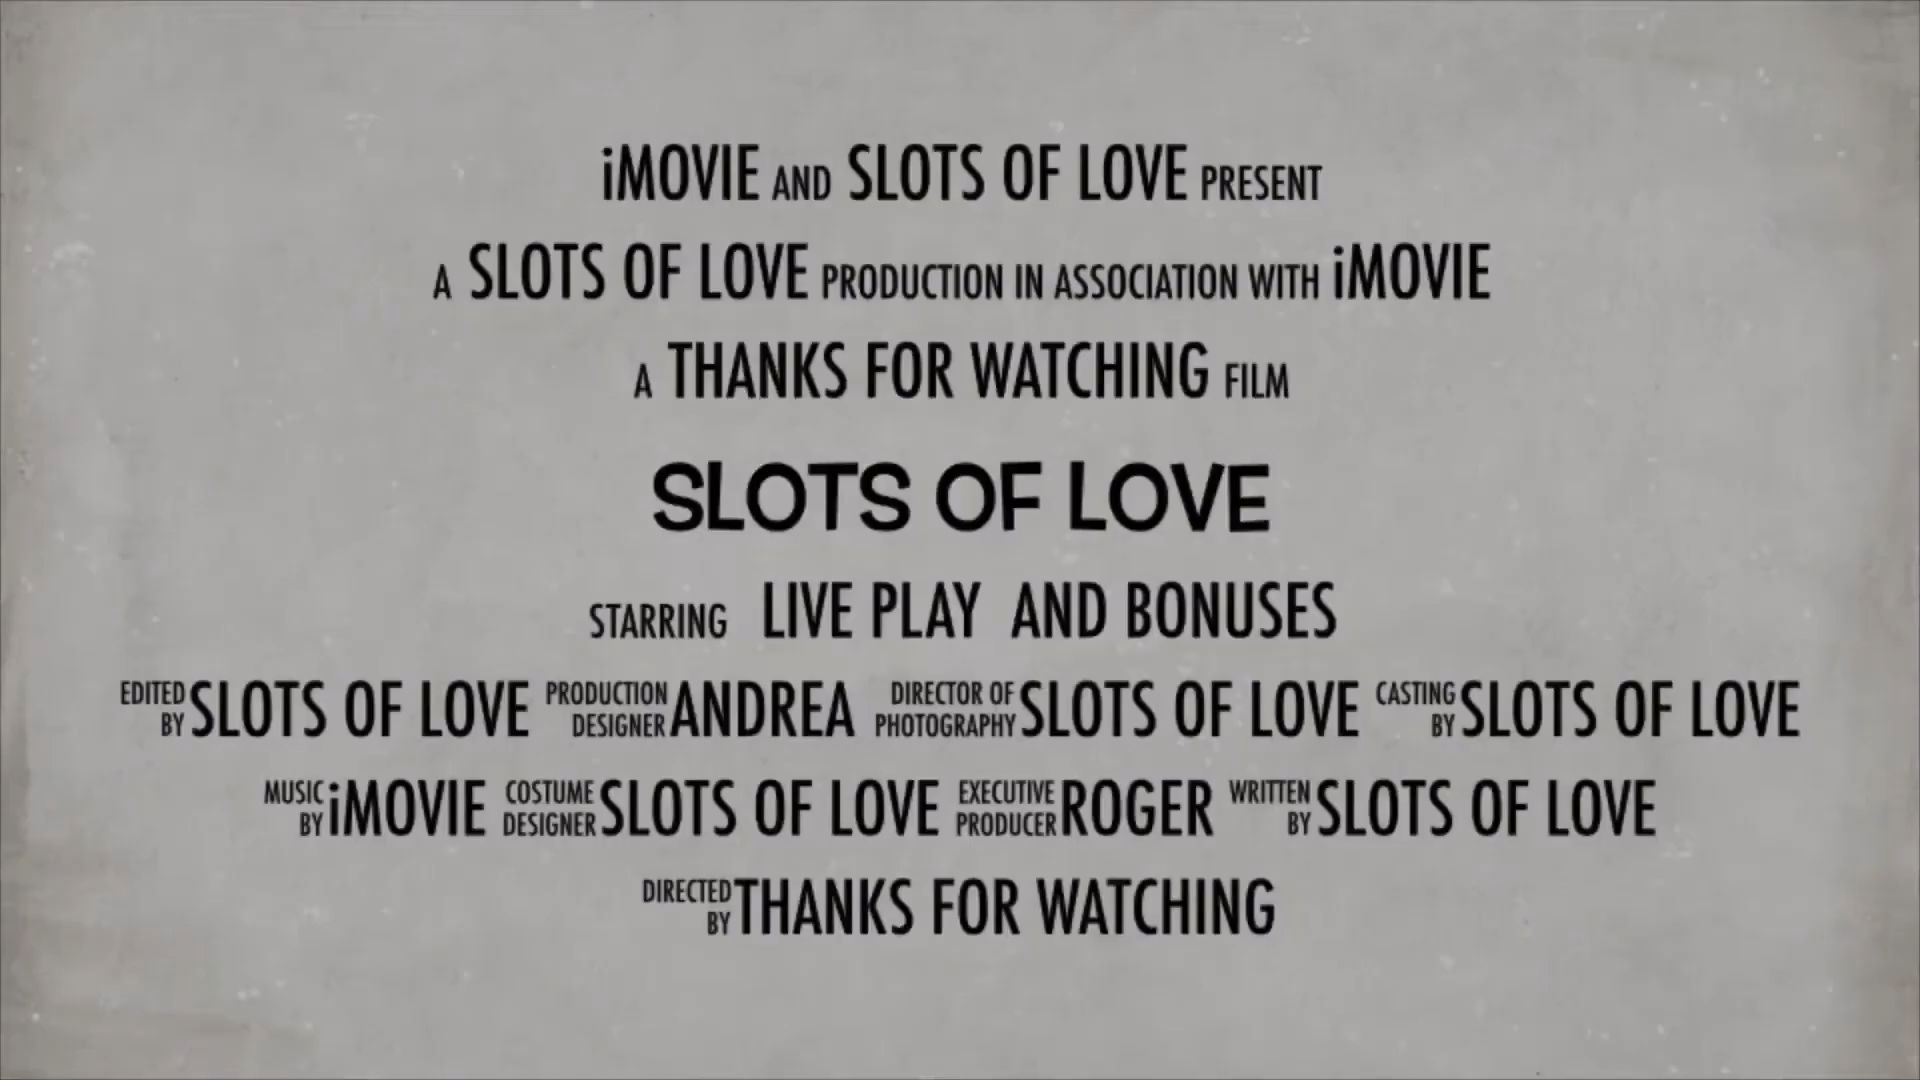 iMOVIE AND SLOTS OF LOVE PRESENT
A SLOTS OF LOVE PRODUCTION IN ASSOCIATION WITH iMOVIE
A THANKS FOR WATCHING FILM
SLOTS OF LOVE
STARRING LIVE PLAY AND BONUSES
EDITED BY SLOTS OF LOVE PRODUCTION DESIGNER ANDREA DIRECTOR OF PHOTOGRAPHY SLOTS OF LOVE CASTING BY SLOTS OF LOVE
MUSIC BY iMOVIE COSTUME DESIGNER SLOTS OF LOVE EXECUTIVE PRODUCER ROGER WRITTEN BY SLOTS OF LOVE
DIRECTED BY THANKS FOR WATCHING